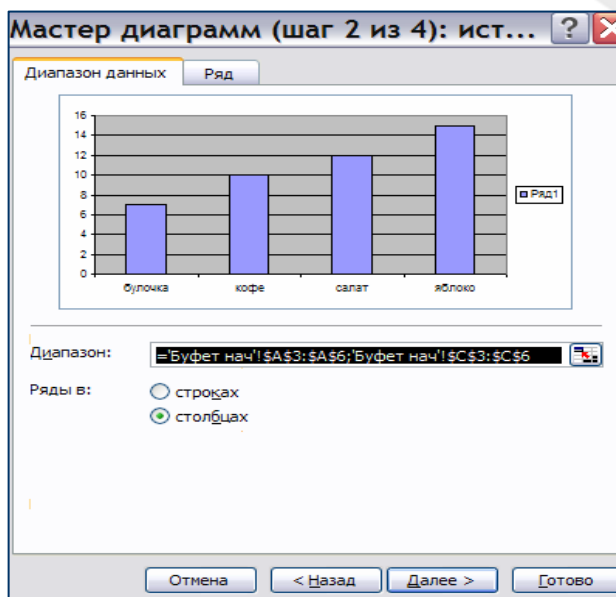 Мастер диаграмм (шаг 2 из 4): ист... ?
Диапазон данных Ряд
16
14
12
10
8
6
4
2
0
булочка кофе салат яблоко
Ряд1
Диапазон: ='Буфет нач'!$A$3:$A$6;'Буфет нач'!$C$3:$C$6
Ряды в: строках
столбцах
Отмена < Назад Далее > Готово